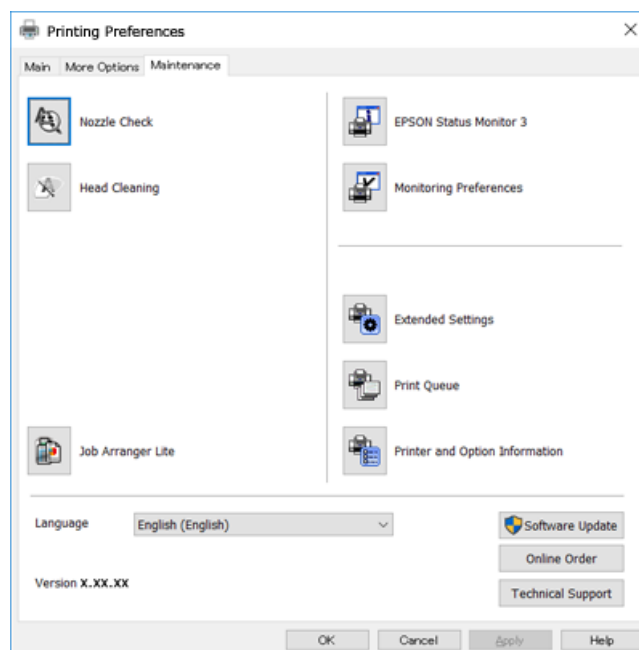 Printing Preferences
Main More Options Maintenance
Nozzle Check
EPSON Status Monitor 3
Head Cleaning
Monitoring Preferences
Extended Settings
Print Queue
Job Arranger Lite
Printer and Option Information
Language English (English)
Software Update
Online Order
Version X.XX.XX
Technical Support
OK Cancel Apply Help